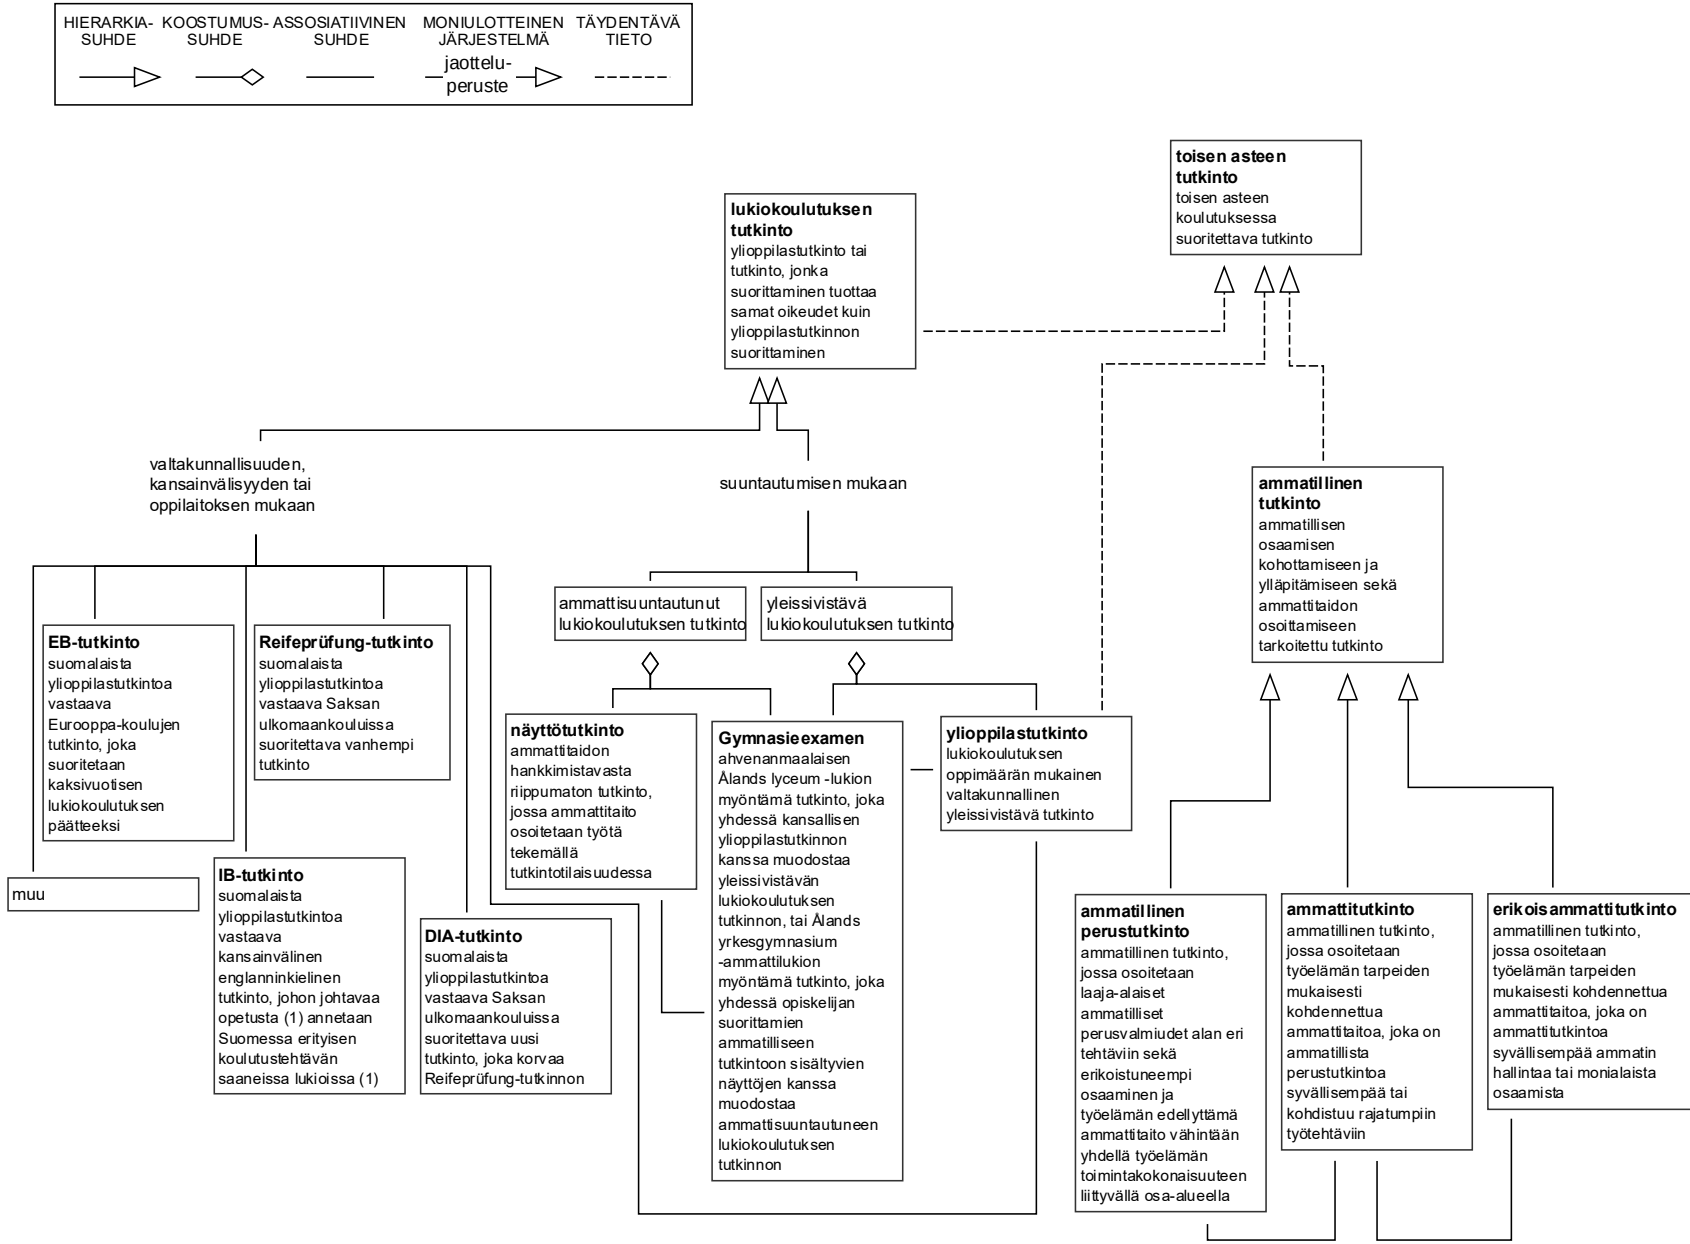 HIERARKIA-
SUHDE
KOOSTUMUS-
SUHDE
ASSOSIATIIVINEN
SUHDE
MONIULOTTEINEN
JÄRJESTELMÄ
jaottelu-
peruste
TÄYDENTÄVÄ
TIETO
toisen asteen
tutkinto
toisen asteen
koulutuksessa
suoritettava tutkinto
lukiokoulutuksen
tutkinto
ylioppilastutkinto tai
tutkinto, jonka
suorittaminen tuottaa
samat oikeudet kuin
ylioppilastutkinnon
suorittaminen
valtakunnallisuuden,
kansainvälisyyden tai
oppilaitoksen mukaan
suuntautumisen mukaan
ammatillinen
tutkinto
ammatillisen
osaamisen
kohottamiseen ja
ylläpitämiseen sekä
ammattitaidon
osoittamiseen
tarkoitettu tutkinto
ammattisuuntautunut
lukiokoulutuksen tutkinto
yleissivistävä
lukiokoulutuksen tutkinto
EB-tutkinto
suomalaista
ylioppilastutkintoa
vastaava
Eurooppa-koulujen
tutkinto, joka
suoritetaan
kaksivuotisen
lukiokoulutuksen
päätteeksi
Reifeprüfung-tutkinto
suomalaista
ylioppilastutkintoa
vastaava Saksan
ulkomaankouluissa
suoritettava vanhempi
tutkinto
näyttötutkinto
ammattitaidon
hankkimistavasta
riippumaton tutkinto,
jossa ammattitaito
osoitetaan työtä
tekemällä
tutkintotilaisuudessa
Gymnasieexamen
ahvenanmaalaisen
Ålands lyceum -lukion
myöntämä tutkinto, joka
yhdessä kansallisen
ylioppilastutkinnon
kanssa muodostaa
yleissivistävän
lukiokoulutuksen
tutkinnon, tai Ålands
yrkesgymnasium
-ammattilukion
myöntämä tutkinto, joka
yhdessä opiskelijan
suorittamien
ammatilliseen
tutkintoon sisältyvien
näyttöjen kanssa
muodostaa
ammattisuuntautuneen
lukiokoulutuksen
tutkinnon
ylioppilastutkinto
lukiokoulutuksen
oppimäärän mukainen
valtakunnallinen
yleissivistävä tutkinto
muu
IB-tutkinto
suomalaista
ylioppilastutkintoa
vastaava
kansainvälinen
englanninkielinen
tutkinto, johon johtavaa
opetusta (1) annetaan
Suomessa erityisen
koulutustehtävän
saaneissa lukioissa (1)
DIA-tutkinto
suomalaista
ylioppilastutkintoa
vastaava Saksan
ulkomaankouluissa
suoritettava uusi
tutkinto, joka korvaa
Reifeprüfung-tutkinnon
ammatillinen
perustutkinto
ammatillinen tutkinto,
jossa osoitetaan
laaja-alaiset
ammatilliset
perusvalmiudet alan eri
tehtäviin sekä
erikoistuneempi
osaaminen ja
työelämän edellyttämä
ammattitaito vähintään
yhdellä työelämän
toimintakokonaisuuteen
liittyvällä osa-alueella
ammattitutkinto
ammatillinen tutkinto,
jossa osoitetaan
työelämän tarpeiden
mukaisesti
kohdennettua
ammattitaitoa, joka on
ammatillista
perustutkintoa
syvällisempää tai
kohdistuu rajatumpiin
työtehtäviin
erikoisammattitutkinto
ammatillinen tutkinto,
jossa osoitetaan
työelämän tarpeiden
mukaisesti kohdennettua
ammattitaitoa, joka on
ammattitutkintoa
syvällisempää ammatin
hallintaa tai monialaista
osaamista